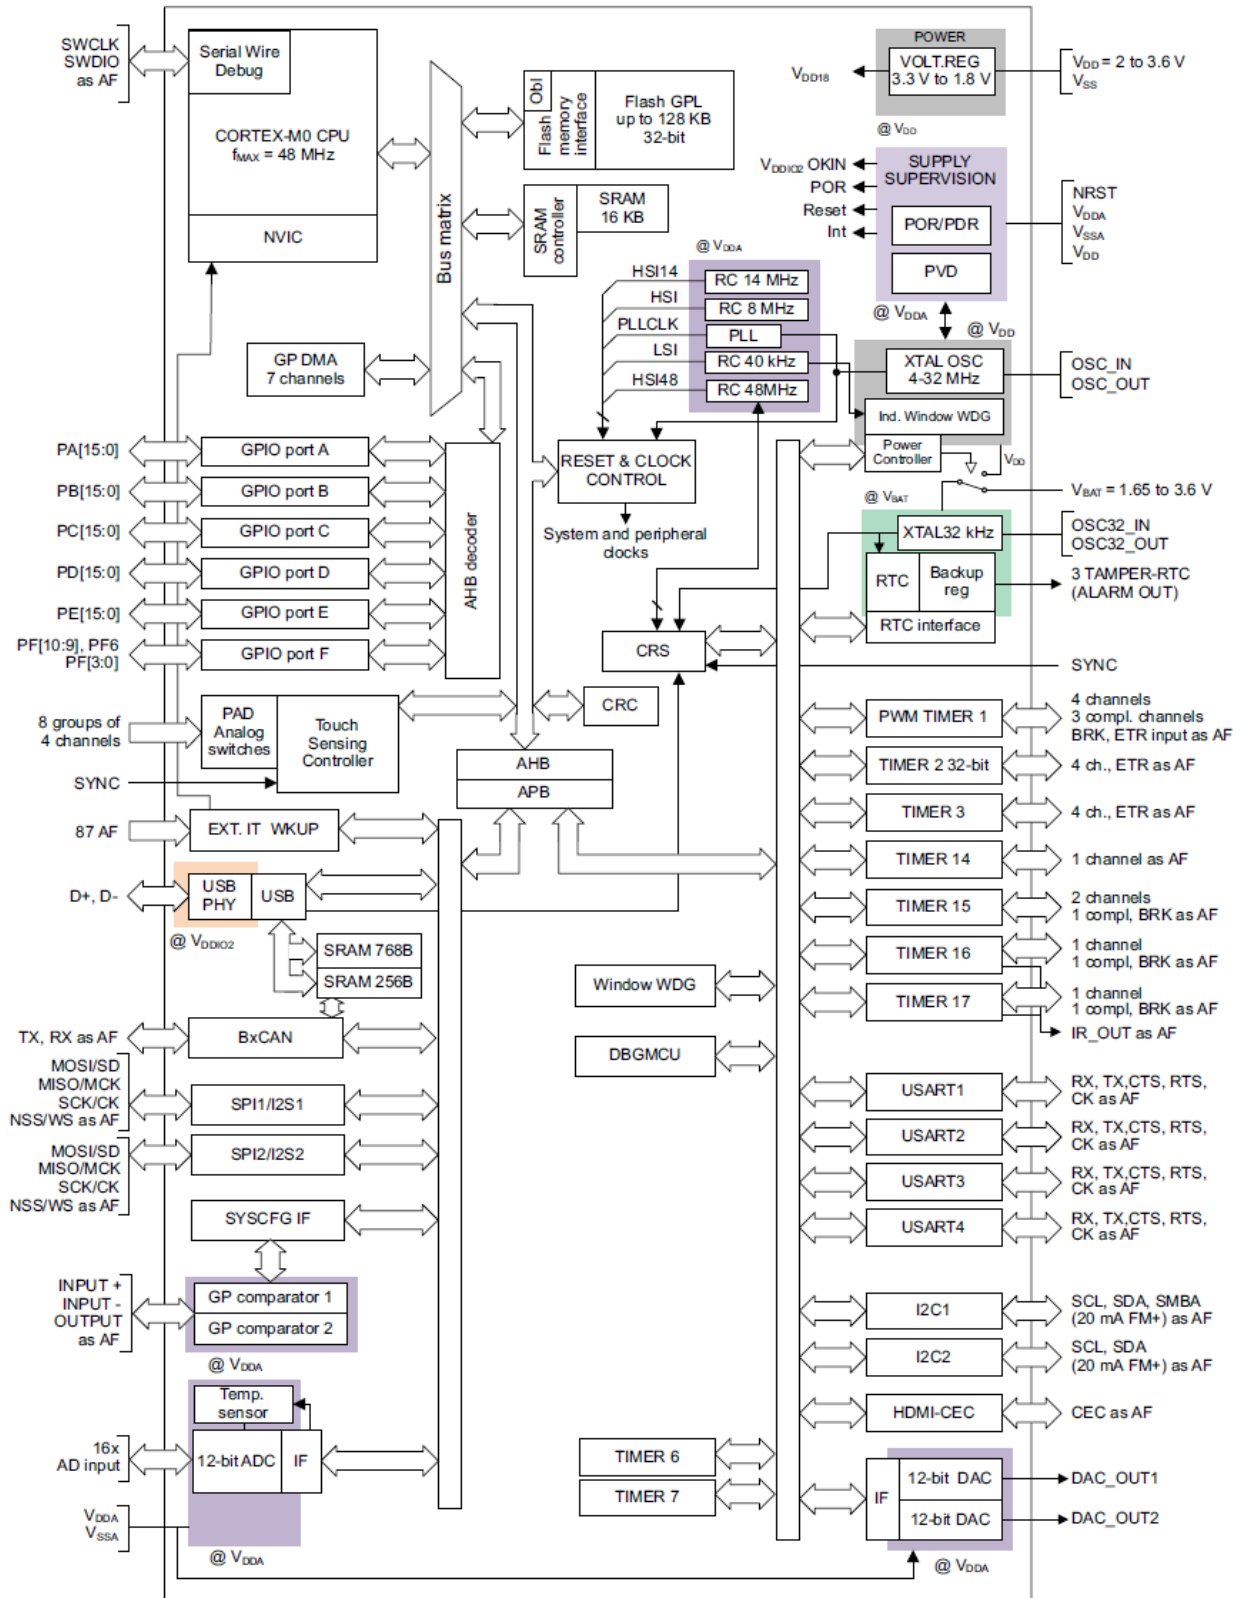 SWCLK
SWDIO
as AF
Serial Wire
Debug
CORTEX-M0 CPU
fMAX = 48 MHz
NVIC
Bus matrix
Obl
Flash
memory
interface
Flash GPL
up to 128 KB
32-bit
SRAM
controller
SRAM
16 KB
POWER
VOLT.REG
3.3 V to 1.8 V
VDD18
VDD = 2 to 3.6 V
VSS
@ VDD
SUPPLY
SUPERVISION
VDDIO2 OKIN
POR
Reset
Int
POR/PDR
PVD
NRST
VDDA
VSSA
VDD
@ VDDA
@ VDD
@ VDDA
HSI14
HSI
PLLCLK
LSI
HSI48
RC 14 MHz
RC 8 MHz
PLL
RC 40 kHz
RC 48MHz
XTAL OSC
4-32 MHz
OSC_IN
OSC_OUT
Ind. Window WDG
Power
Controller
VDD
GP DMA
7 channels
PA[15:0]
GPIO port A
PB[15:0]
GPIO port B
PC[15:0]
GPIO port C
PD[15:0]
GPIO port D
PE[15:0]
GPIO port E
PF[10:9], PF6
PF[3:0]
GPIO port F
AHB decoder
RESET & CLOCK
CONTROL
System and peripheral
clocks
@ VBAT
VBAT = 1.65 to 3.6 V
XTAL32 kHz
OSC32_IN
OSC32_OUT
RTC
Backup
reg
RTC interface
3 TAMPER-RTC
(ALARM OUT)
CRS
SYNC
8 groups of
4 channels
PAD
Analog
switches
Touch
Sensing
Controller
SYNC
CRC
AHB
APB
87 AF
EXT. IT WKUP
D+, D-
USB
PHY
USB
@ VDDIO2
SRAM 768B
SRAM 256B
TX, RX as AF
BxCAN
MOSI/SD
MISO/MCK
SCK/CK
NSS/WS as AF
SPI1/I2S1
MOSI/SD
MISO/MCK
SCK/CK
NSS/WS as AF
SPI2/I2S2
SYSCFG IF
INPUT +
INPUT -
OUTPUT
as AF
GP comparator 1
GP comparator 2
@ VDDA
Temp.
sensor
16x
AD input
12-bit ADC
IF
VDDA
VSSA
@ VDDA
Window WDG
DBGMCU
TIMER 6
TIMER 7
PWM TIMER 1
4 channels
3 compl. channels
BRK, ETR input as AF
TIMER 2 32-bit
4 ch., ETR as AF
TIMER 3
4 ch., ETR as AF
TIMER 14
1 channel as AF
TIMER 15
2 channels
1 compl, BRK as AF
TIMER 16
1 channel
1 compl, BRK as AF
TIMER 17
1 channel
1 compl, BRK as AF
IR_OUT as AF
USART1
RX, TX,CTS, RTS,
CK as AF
USART2
RX, TX,CTS, RTS,
CK as AF
USART3
RX, TX,CTS, RTS,
CK as AF
USART4
RX, TX,CTS, RTS,
CK as AF
I2C1
SCL, SDA, SMBA
(20 mA FM+) as AF
I2C2
SCL, SDA
(20 mA FM+) as AF
HDMI-CEC
CEC as AF
IF
12-bit DAC
DAC_OUT1
12-bit DAC
DAC_OUT2
@ VDDA